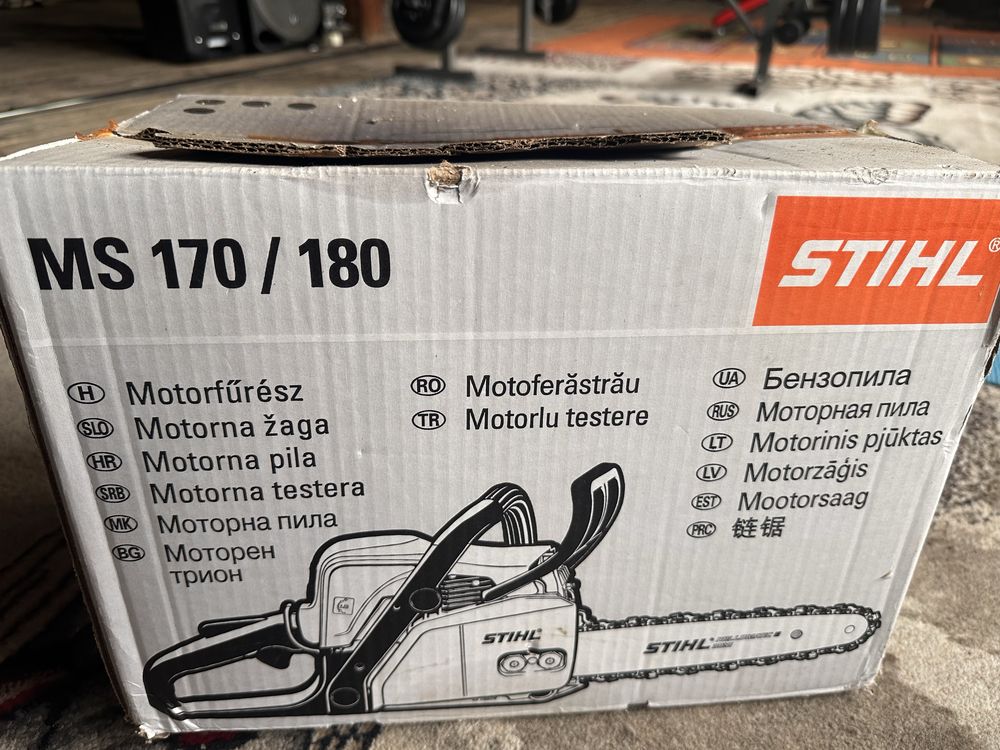 MS 170 / 180
STIHL®
H Motorfűrész
SLO Motorna žaga
HR Motorna pila
SRB Motorna testera
MK Моторна пила
BG Моторен
трион
RO Motoferăstrău
TR Motorlu testere
UA Бензопила
RUS Моторная пила
LT Motorinis pjūktas
LV Motorzāģis
EST Mootorsaag
PRC 链锯
STIHL
STIHL®